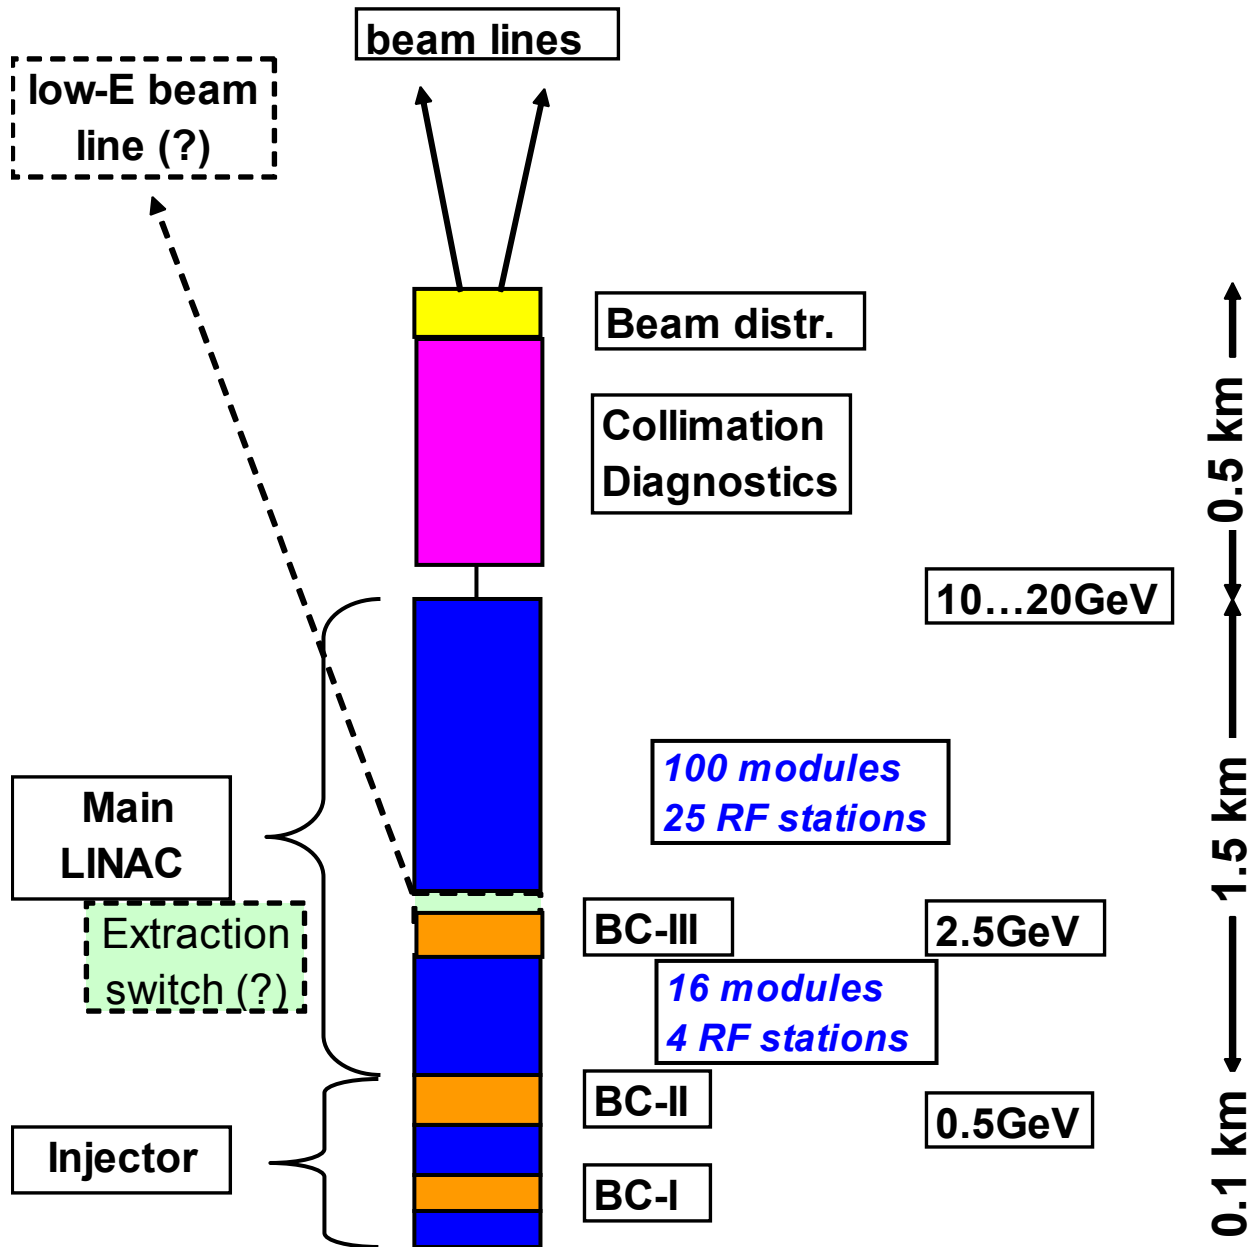 beam lines
low-E beam
line (?)
Beam distr.
Collimation
Diagnostics
0.5 km
10…20GeV
100 modules
25 RF stations
Main
LINAC
1.5 km
Extraction
switch (?)
BC-III
2.5GeV
16 modules
4 RF stations
BC-II
0.5GeV
Injector
BC-I
0.1 km